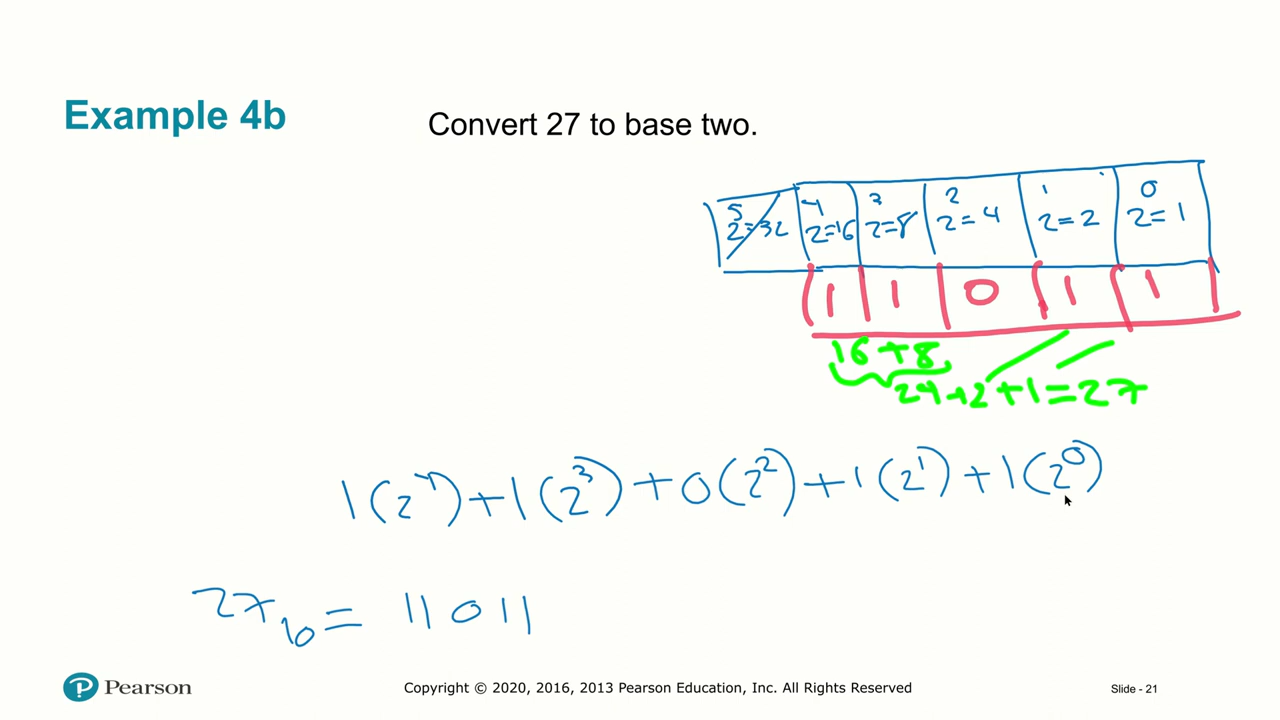 Example 4b
Convert 27 to base two.
2⁵=32 2⁴=16 2³=8 2²=4 2¹=2 2⁰=1
1 1 0 1 1
16+8
24+2+1=27
1(2⁴)+1(2³)+0(2²)+1(2¹)+1(2⁰)
27₁₀= 11011
Pearson
Copyright © 2020, 2016, 2013 Pearson Education, Inc. All Rights Reserved
Slide - 21